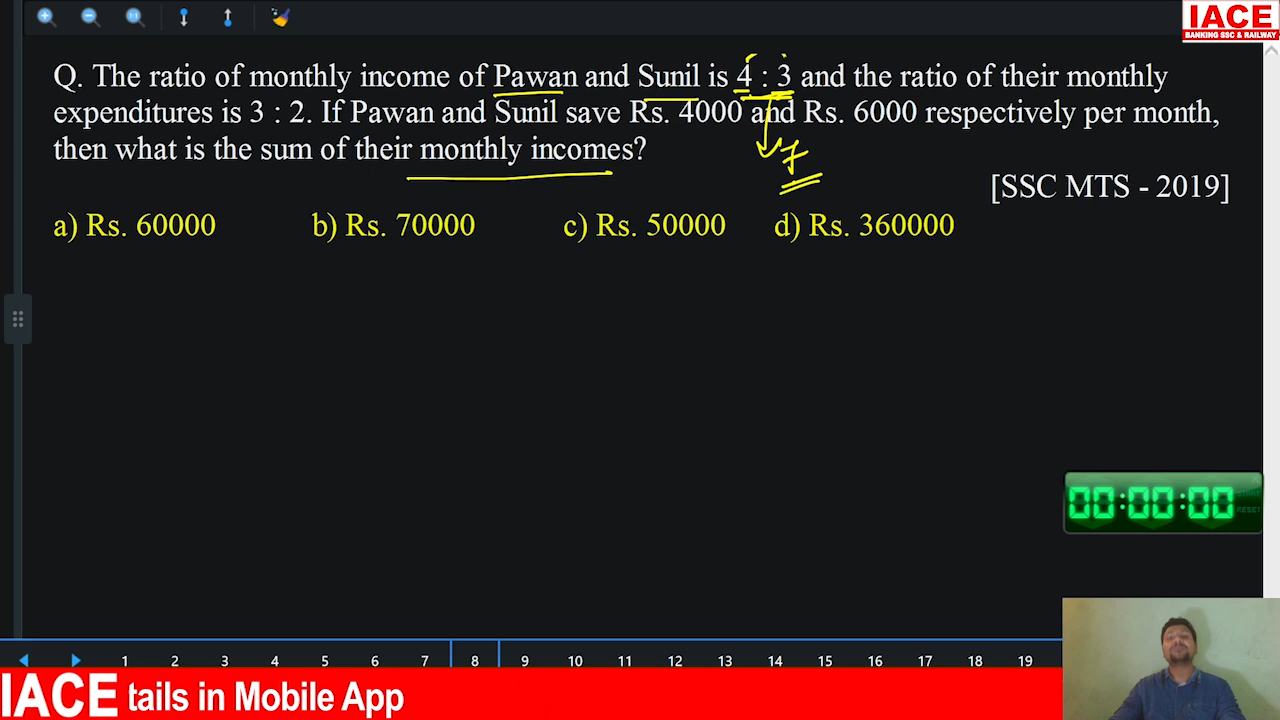 IACE
BANKING SSC & RAILWAY
Q. The ratio of monthly income of Pawan and Sunil is 4 : 3 and the ratio of their monthly
expenditures is 3 : 2. If Pawan and Sunil save Rs. 4000 and Rs. 6000 respectively per month,
then what is the sum of their monthly incomes?
7
[SSC MTS - 2019]
a) Rs. 60000 b) Rs. 70000 c) Rs. 50000 d) Rs. 360000
00:00:00
RESET
1 2 3 4 5 6 7 8 9 10 11 12 13 14 15 16 17 18 19
IACE tails in Mobile App